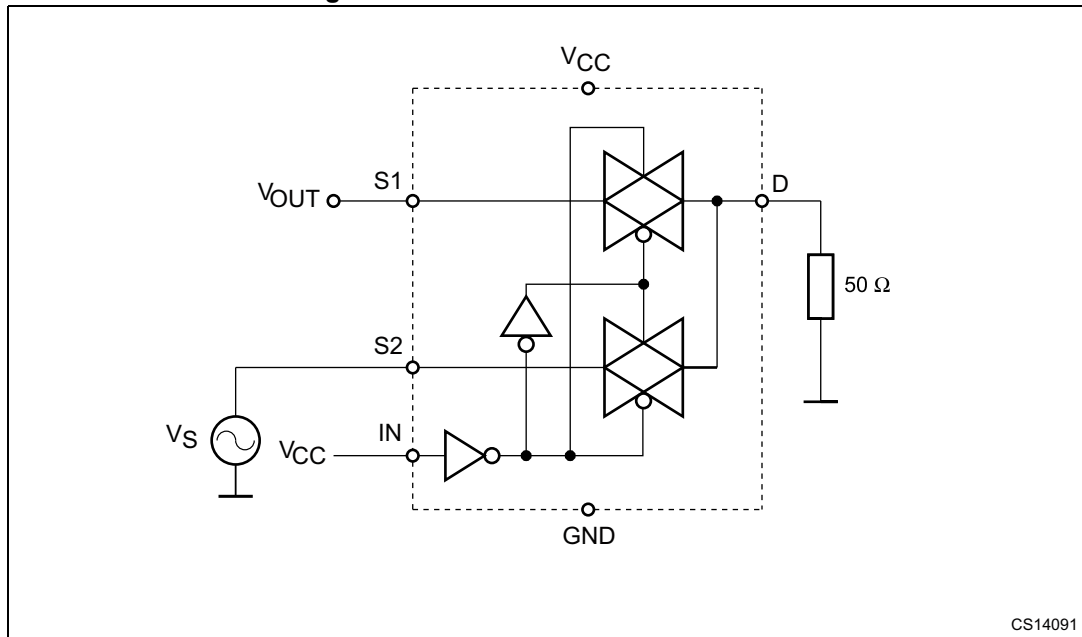 g
VCC
S1
D
VOUT
50 Ω
S2
VS
IN
VCC
GND
CS14091